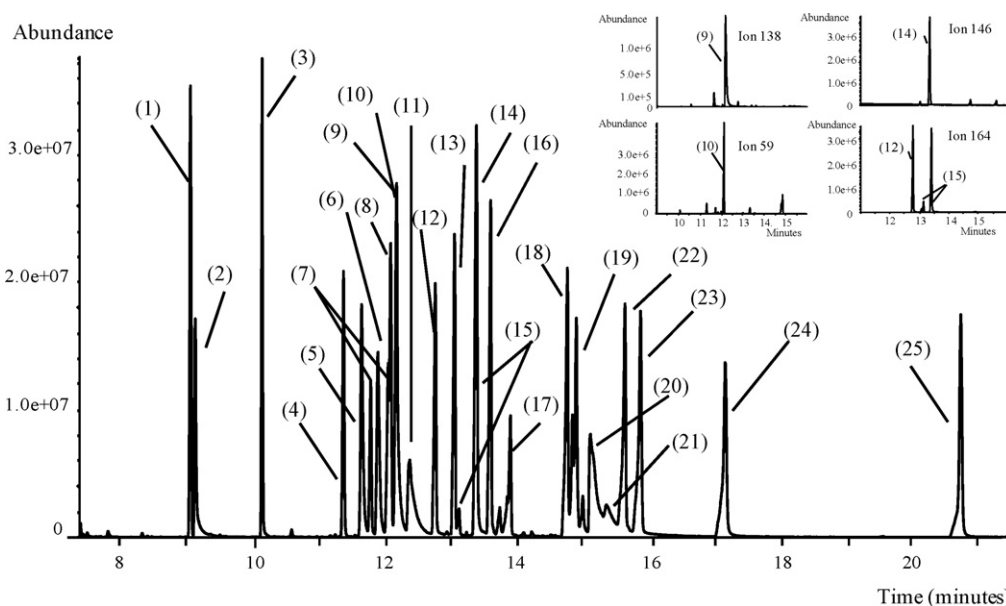 Abundance
3.0e+07
2.0e+07
1.0e+07
0
8
10
12
14
16
18
20
Time (minutes)
(1)
(2)
(3)
(4)
(5)
(6)
(7)
(8)
(9)
(10)
(11)
(12)
(13)
(14)
(15)
(16)
(17)
(18)
(19)
(20)
(21)
(22)
(23)
(24)
(25)
Abundance
Ion 138
(9)
1.0e+6
5.0e+5
1.0e+5
0
10 11 12 13 14 15
Abundance
Ion 146
(14)
3.0e+6
2.0e+6
1.0e+6
0
Abundance
Ion 59
(10)
3.0e+6
2.0e+6
1.0e+6
0
10 11 12 13 14. 15
Minutes
Abundance
Ion 164
(12)
(15)
3.0e+6
2.0e+6
1.0e+6
0
12 13 14 15
Minutes